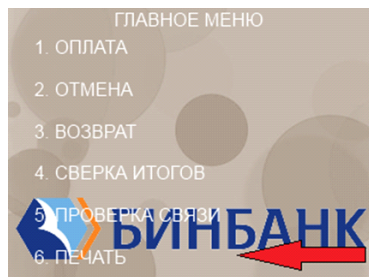 ГЛАВНОЕ МЕНЮ
1. ОПЛАТА
2. ОТМЕНА
3. ВОЗВРАТ
4. СВЕРКА ИТОГОВ
5. ПРОВЕРКА СВЯЗИ
БИНБАНК
6. ПЕЧАТЬ